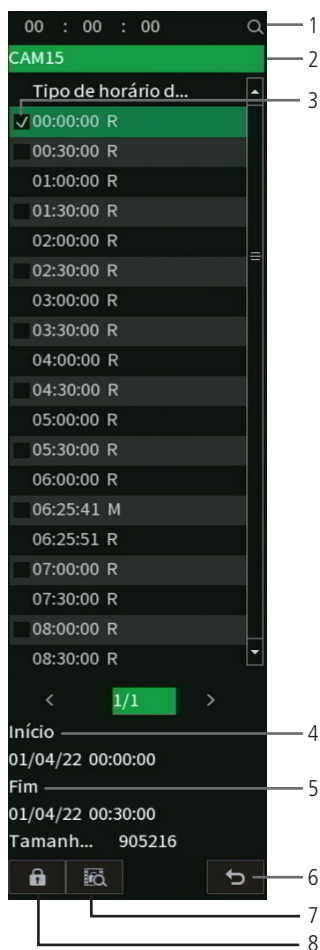 00 : 00 : 00
1
CAM15
2
Tipo de horário d...
3
00:00:00 R
00:30:00 R
01:00:00 R
01:30:00 R
02:00:00 R
02:30:00 R
03:00:00 R
03:30:00 R
04:00:00 R
04:30:00 R
05:00:00 R
05:30:00 R
06:00:00 R
06:25:41 M
06:25:51 R
07:00:00 R
07:30:00 R
08:00:00 R
08:30:00 R
< 1/1 >
Início
4
01/04/22 00:00:00
Fim
5
01/04/22 00:30:00
Tamanh... 905216
6
7
8